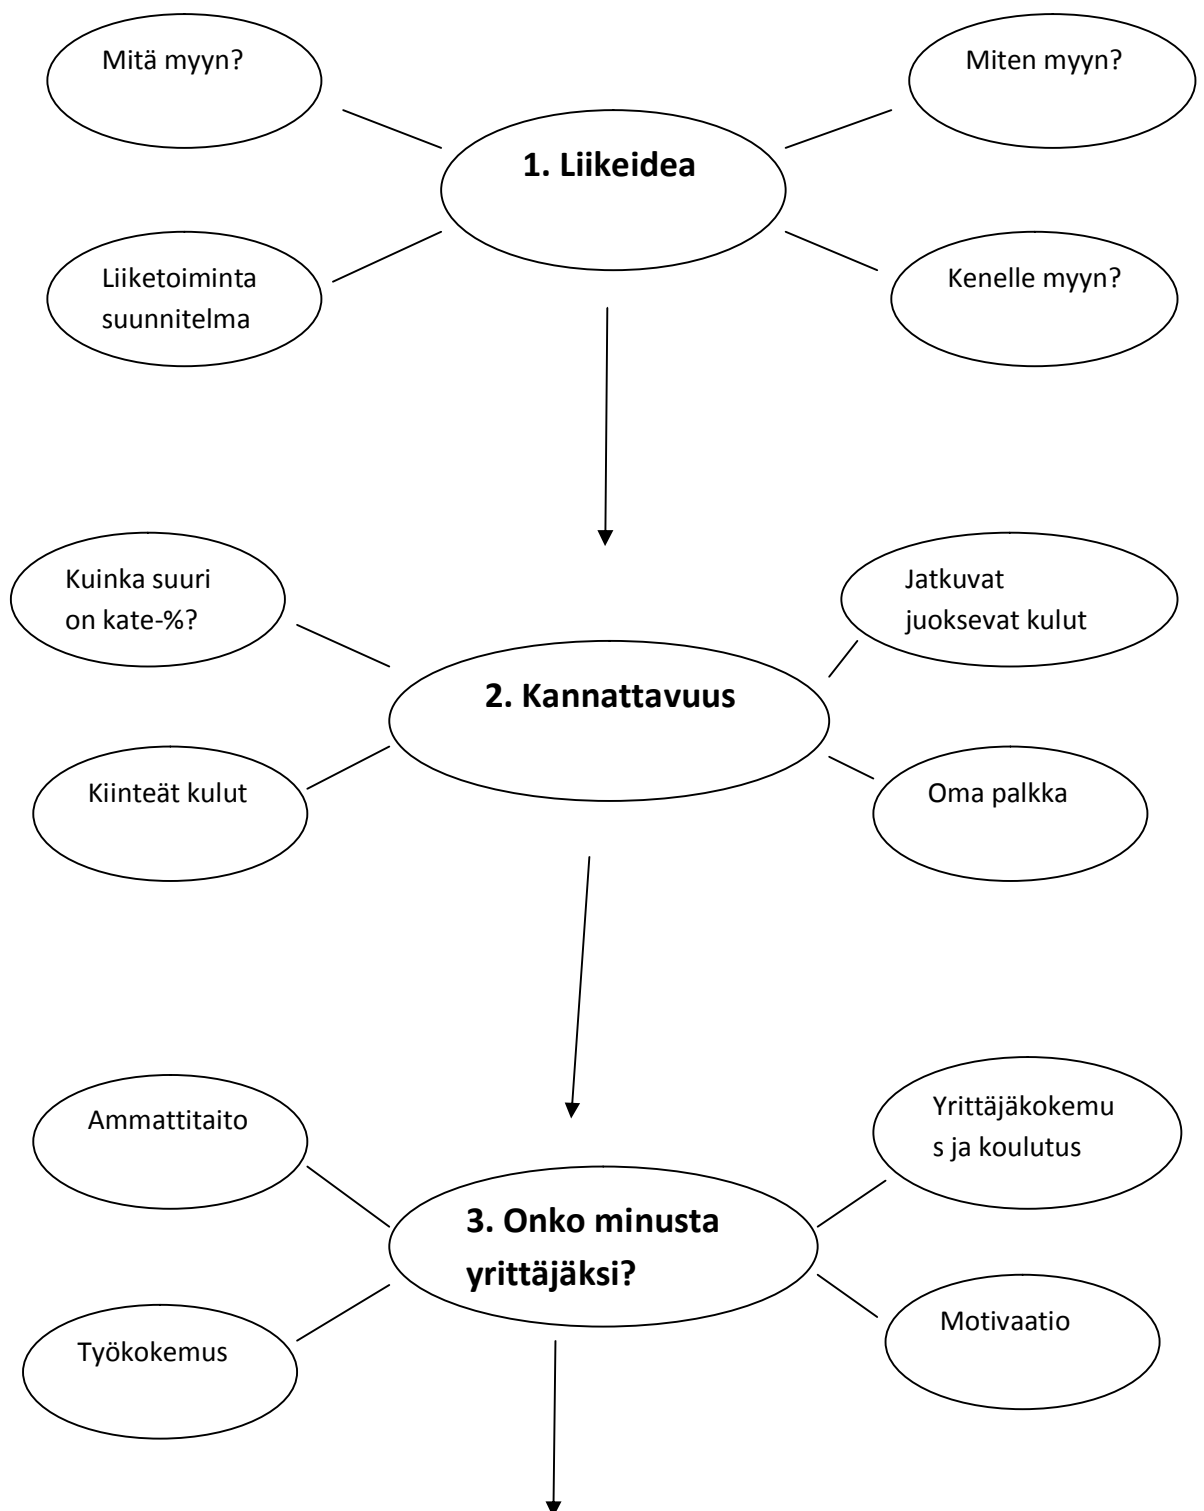 Mitä myyn?
Miten myyn?
1. Liikeidea
Liiketoiminta
suunnitelma
Kenelle myyn?
Kuinka suuri
on kate-%?
Jatkuvat
juoksevat kulut
2. Kannattavuus
Kiinteät kulut
Oma palkka
Ammattitaito
Yrittäjäkokemu
s ja koulutus
3. Onko minusta
yrittäjäksi?
Työkokemus
Motivaatio